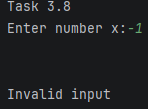 Task 3.8
Enter number x:-1
Invalid input